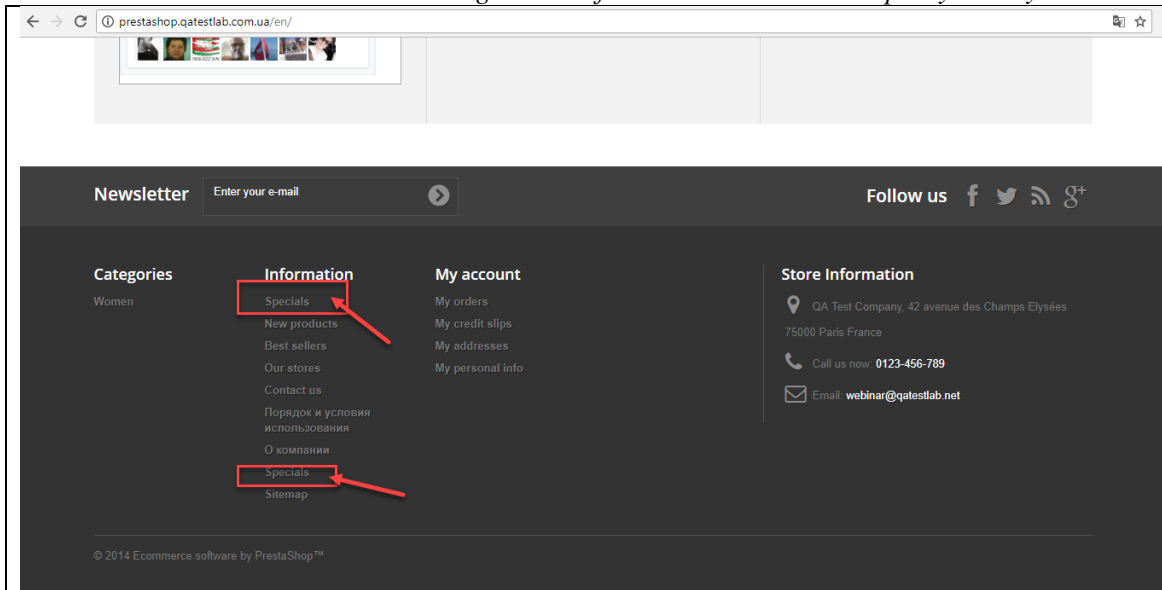 prestashop.qatestlab.com.ua/en/
Newsletter
Enter your e-mail
Follow us
Categories
Women
Information
Specials
New products
Best sellers
Our stores
Contact us
Порядок и условия
использования
О компании
Specials
Sitemap
My account
My orders
My credit slips
My addresses
My personal info
Store Information
QA Test Company, 42 avenue des Champs Elysées
75000 Paris France
Call us now: 0123-456-789
Email: webinar@qatestlab.net
© 2014 Ecommerce software by PrestaShop™